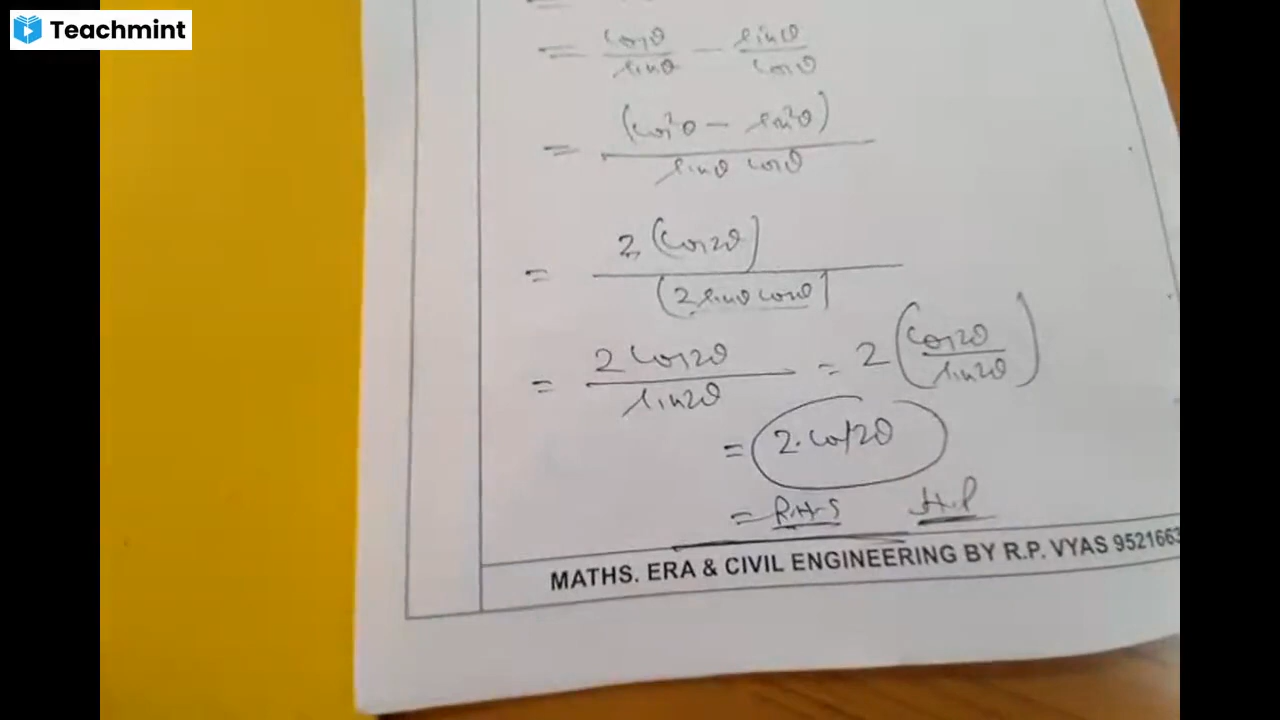 Teachmint
= cosθ/sinθ - sinθ/cosθ
= (cos²θ - sin²θ)/sinθ cosθ
= 2(cos2θ)/(2sinθ cosθ)
= 2cos2θ/sin2θ = 2(cos2θ/sin2θ)
= 2.cot2θ
= R.H.S H.P
MATHS. ERA & CIVIL ENGINEERING BY R.P. VYAS 952166